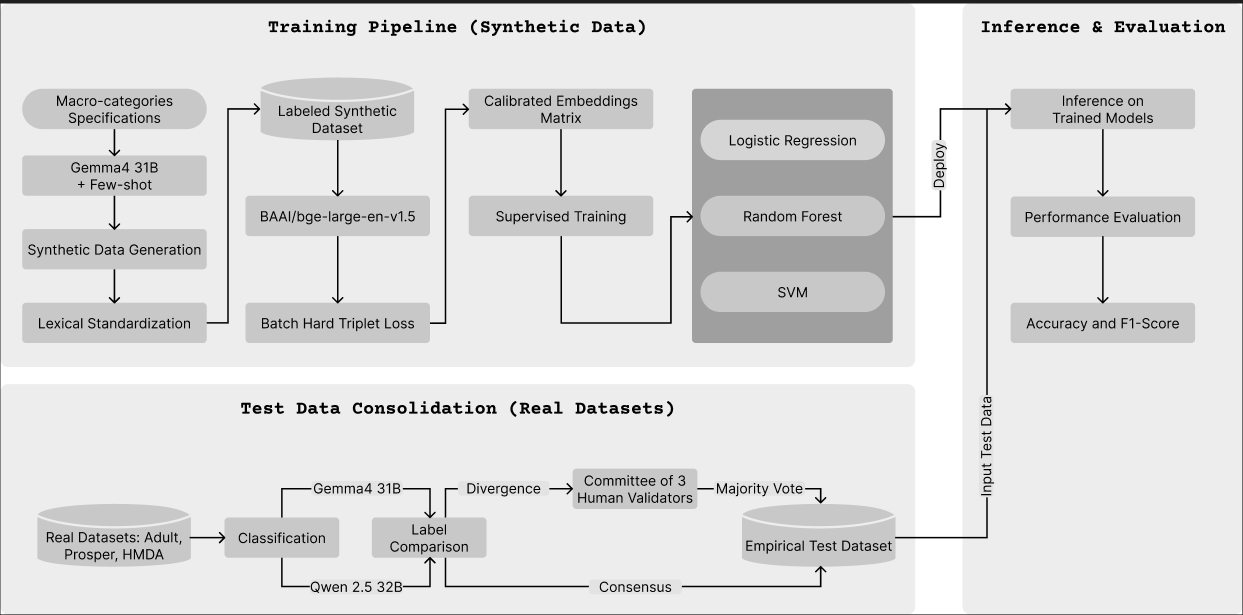 Training Pipeline (Synthetic Data)
Macro-categories
Specifications
Gemma4 31B
+ Few-shot
Synthetic Data Generation
Lexical Standardization
Labeled Synthetic
Dataset
BAAI/bge-large-en-v1.5
Batch Hard Triplet Loss
Calibrated Embeddings
Matrix
Supervised Training
Logistic Regression
Random Forest
SVM
Deploy
Inference & Evaluation
Inference on
Trained Models
Performance Evaluation
Accuracy and F1-Score
Input Test Data
Test Data Consolidation (Real Datasets)
Real Datasets: Adult,
Prosper, HMDA
Classification
Gemma4 31B
Qwen 2.5 32B
Label
Comparison
Divergence
Committee of 3
Human Validators
Majority Vote
Consensus
Empirical Test Dataset